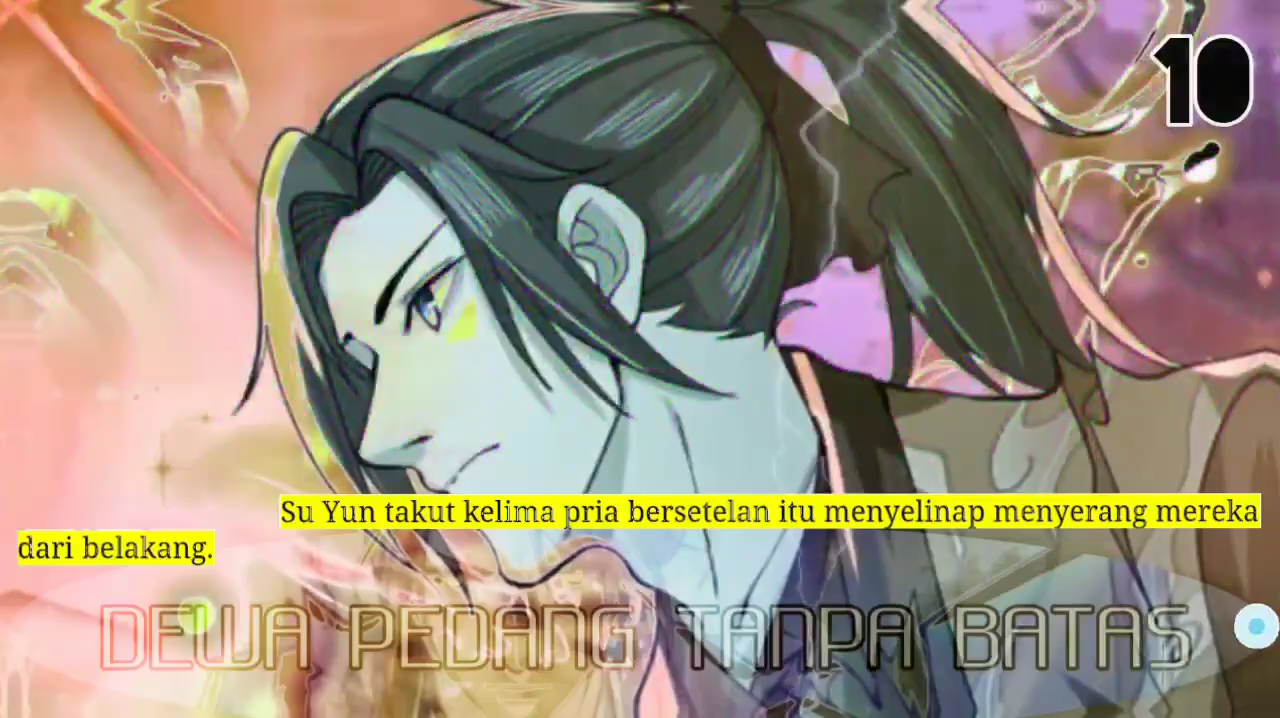 10
Su Yun takut kelima pria bersetelan itu menyelinap menyerang mereka
dari belakang.
DEWA PEDANG TANPA BATAS